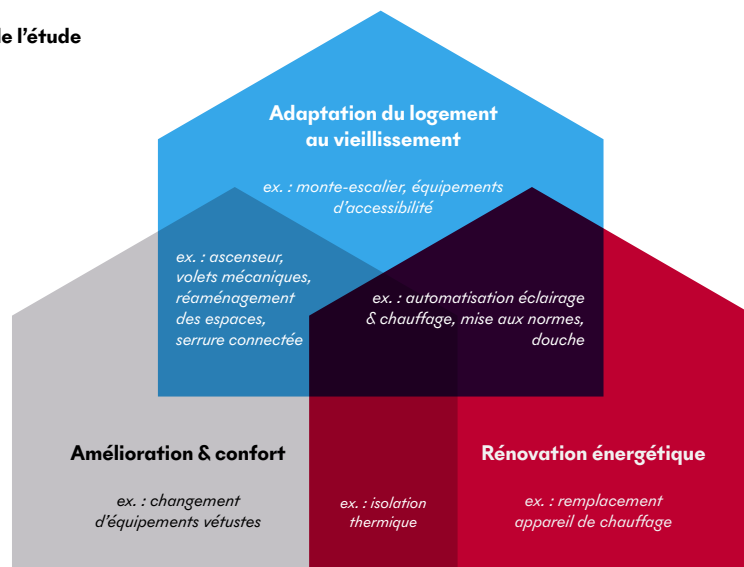 de l’étude
Adaptation du logement
au vieillissement
ex. : monte-escalier, équipements
d’accessibilité
ex. : ascenseur,
volets mécaniques,
réaménagement
des espaces,
serrure connectée
ex. : automatisation éclairage
& chauffage, mise aux normes,
douche
Amélioration & confort
ex. : changement
d’équipements vétustes
ex. : isolation
thermique
Rénovation énergétique
ex. : remplacement
appareil de chauffage